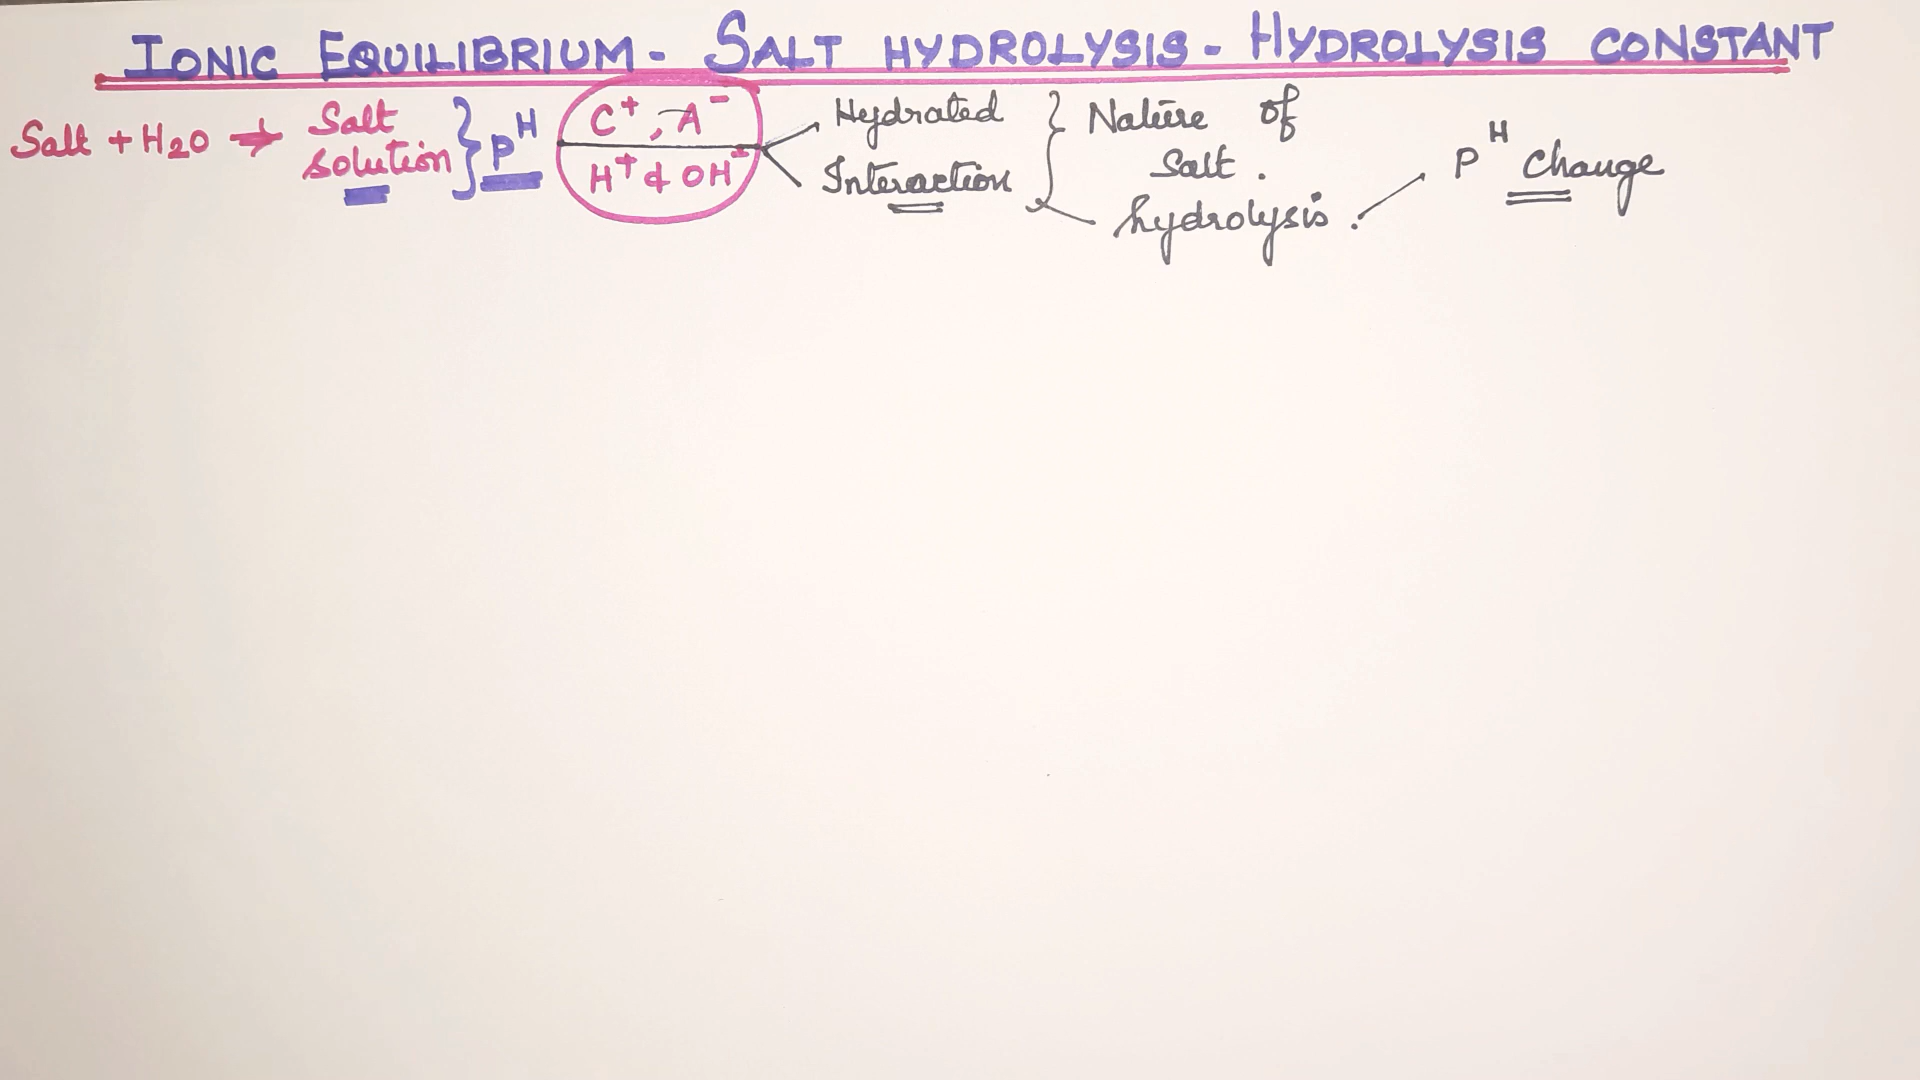 IONIC EQUILIBRIUM - SALT HYDROLYSIS - HYDROLYSIS CONSTANT
Salt + H2O → Salt solution } pH
C+, A-
H+ & OH-
Hydrated
Interaction
} Nature of
Salt.
hydrolysis.
pH Change